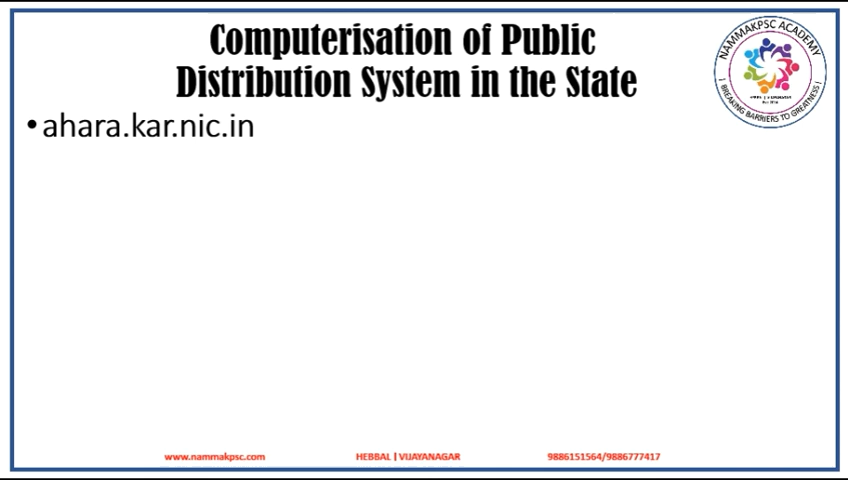 Computerisation of Public
Distribution System in the State
NAMMAKPSC ACADEMY
! BREAKING BARRIERS TO GREATNESS !
• ahara.kar.nic.in
www.nammakpsc.com
HEBBAL | VIJAYANAGAR
9886151564/9886777417